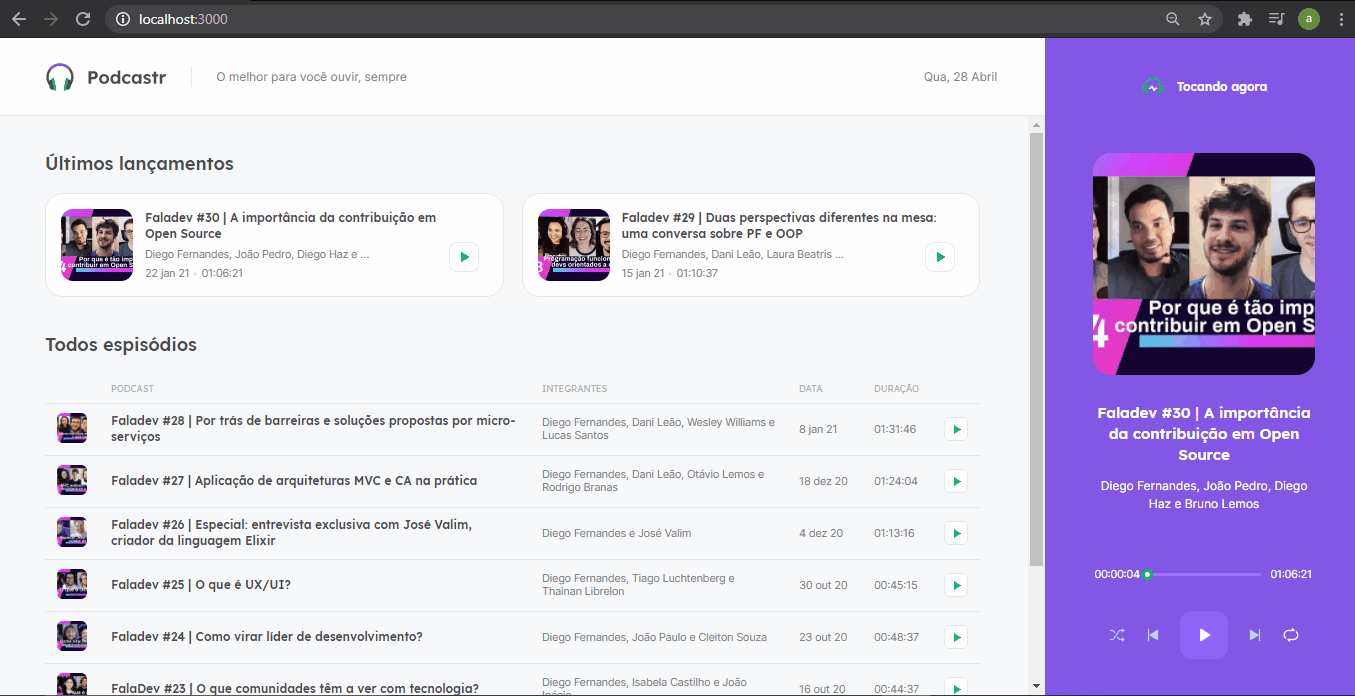 localhost:3000
a
Podcastr
O melhor para você ouvir, sempre
Qua, 28 Abril
Últimos lançamentos
Faladev #30 | A importância da contribuição em
Open Source
Diego Fernandes, João Pedro, Diego Haz e ...
22 jan 21 • 01:06:21
Por que é tão im
contribuir em Open S
Faladev #29 | Duas perspectivas diferentes na mesa:
uma conversa sobre PF e OOP
Diego Fernandes, Dani Leão, Laura Beatris ...
15 jan 21 • 01:10:37
Programação funcion
devs orientados a
Todos espisódios
PODCAST INTEGRANTES DATA DURAÇÃO
Faladev #28 | Por trás de barreiras e soluções propostas por micro-
serviços
Diego Fernandes, Dani Leão, Wesley Williams e
Lucas Santos
8 jan 21
01:31:46
Faladev #27 | Aplicação de arquiteturas MVC e CA na prática
Diego Fernandes, Dani Leão, Otávio Lemos e
Rodrigo Branas
18 dez 20
01:24:04
Faladev #26 | Especial: entrevista exclusiva com José Valim,
criador da linguagem Elixir
Diego Fernandes e José Valim
4 dez 20
01:13:16
Faladev #25 | O que é UX/UI?
Diego Fernandes, Tiago Luchtenberg e
Thainan Librelon
30 out 20
00:45:15
Faladev #24 | Como virar líder de desenvolvimento?
Diego Fernandes, João Paulo e Cleiton Souza
23 out 20
00:48:37
FalaDev #23 | O que comunidades têm a ver com tecnologia?
Diego Fernandes, Isabela Castilho e João
16 out 20
00:44:37
Tocando agora
Por que é tão imp
4 contribuir em Open S
Faladev #30 | A importância
da contribuição em Open
Source
Diego Fernandes, João Pedro, Diego
Haz e Bruno Lemos
00:00:04
01:06:21